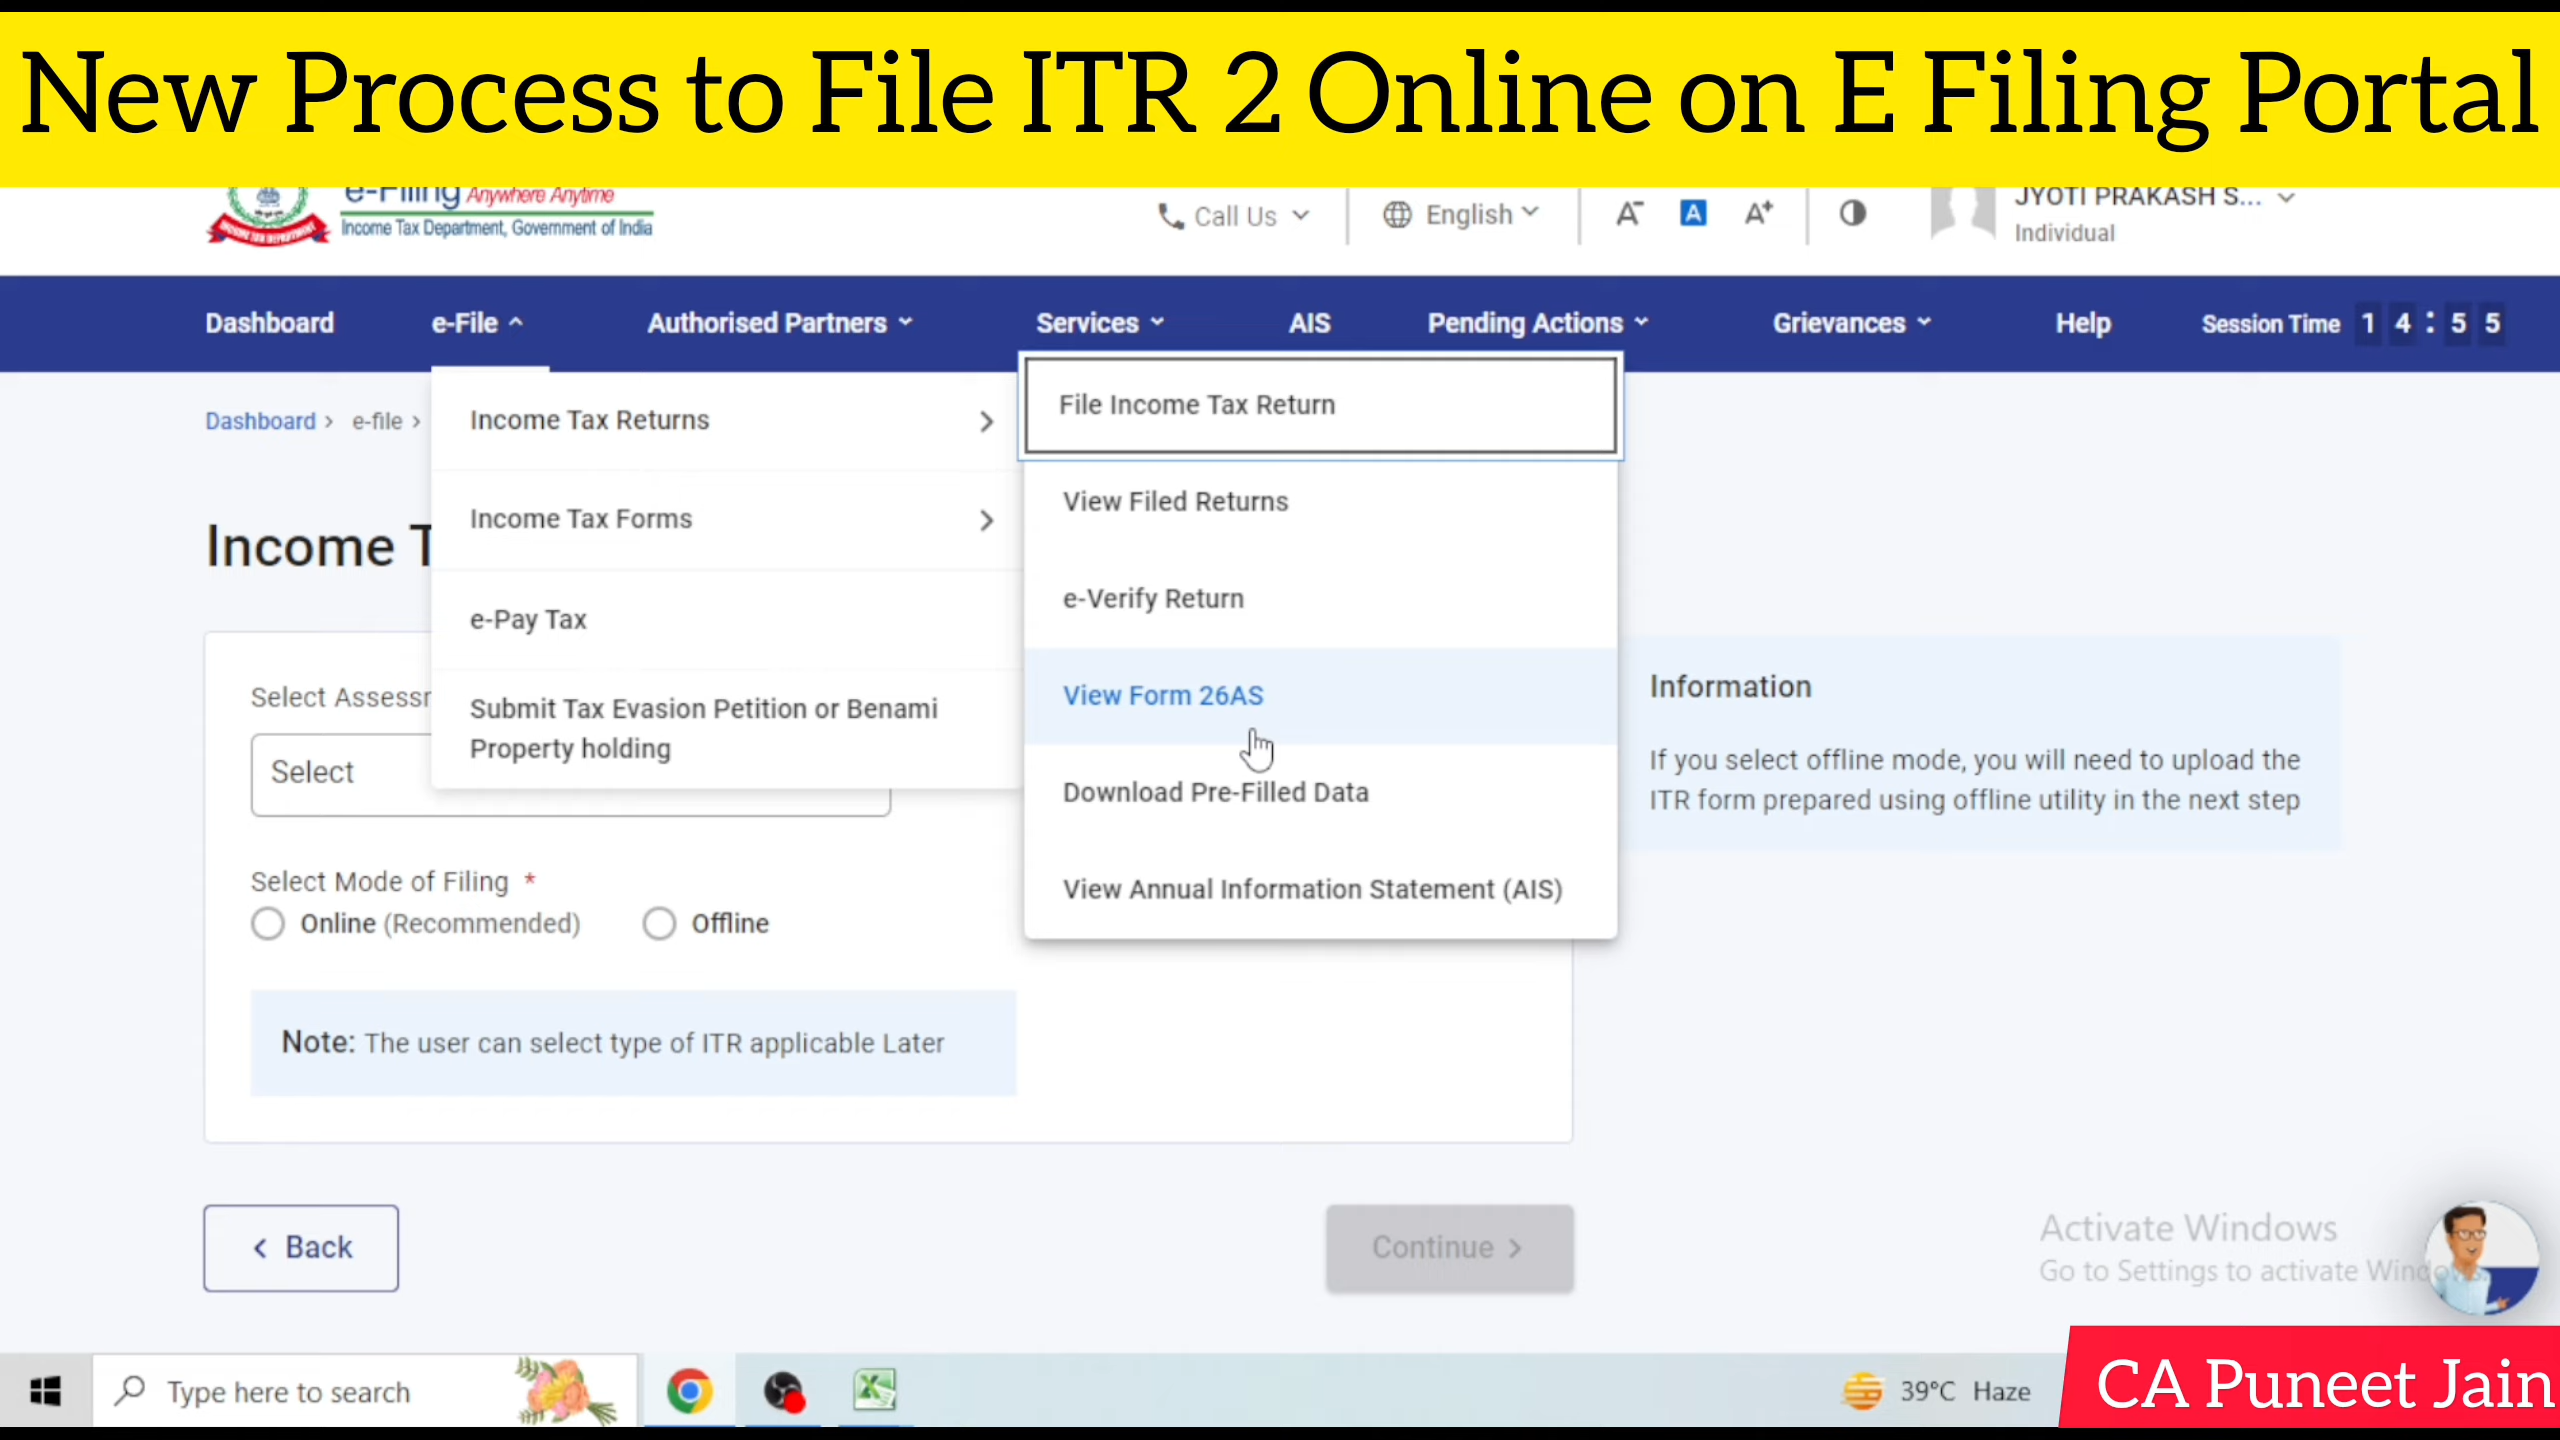 New Process to File ITR 2 Online on E Filing Portal
e-Filing Anywhere Anytime
Income Tax Department, Government of India
Call Us
English
A-
A
A+
JYOTI PRAKASH S...
Individual
Dashboard
e-File
Authorised Partners
Services
AIS
Pending Actions
Grievances
Help
Session Time 14:55
Dashboard > e-file >
Income Tax Returns
Income Tax Forms
e-Pay Tax
Submit Tax Evasion Petition or Benami
Property holding
File Income Tax Return
View Filed Returns
e-Verify Return
View Form 26AS
Download Pre-Filled Data
View Annual Information Statement (AIS)
Income T
Select Assessm
Select
Select Mode of Filing *
Online (Recommended)
Offline
Note: The user can select type of ITR applicable Later
Information
If you select offline mode, you will need to upload the
ITR form prepared using offline utility in the next step
< Back
Continue >
Activate Windows
Go to Settings to activate Windows.
Type here to search
39°C Haze
CA Puneet Jain